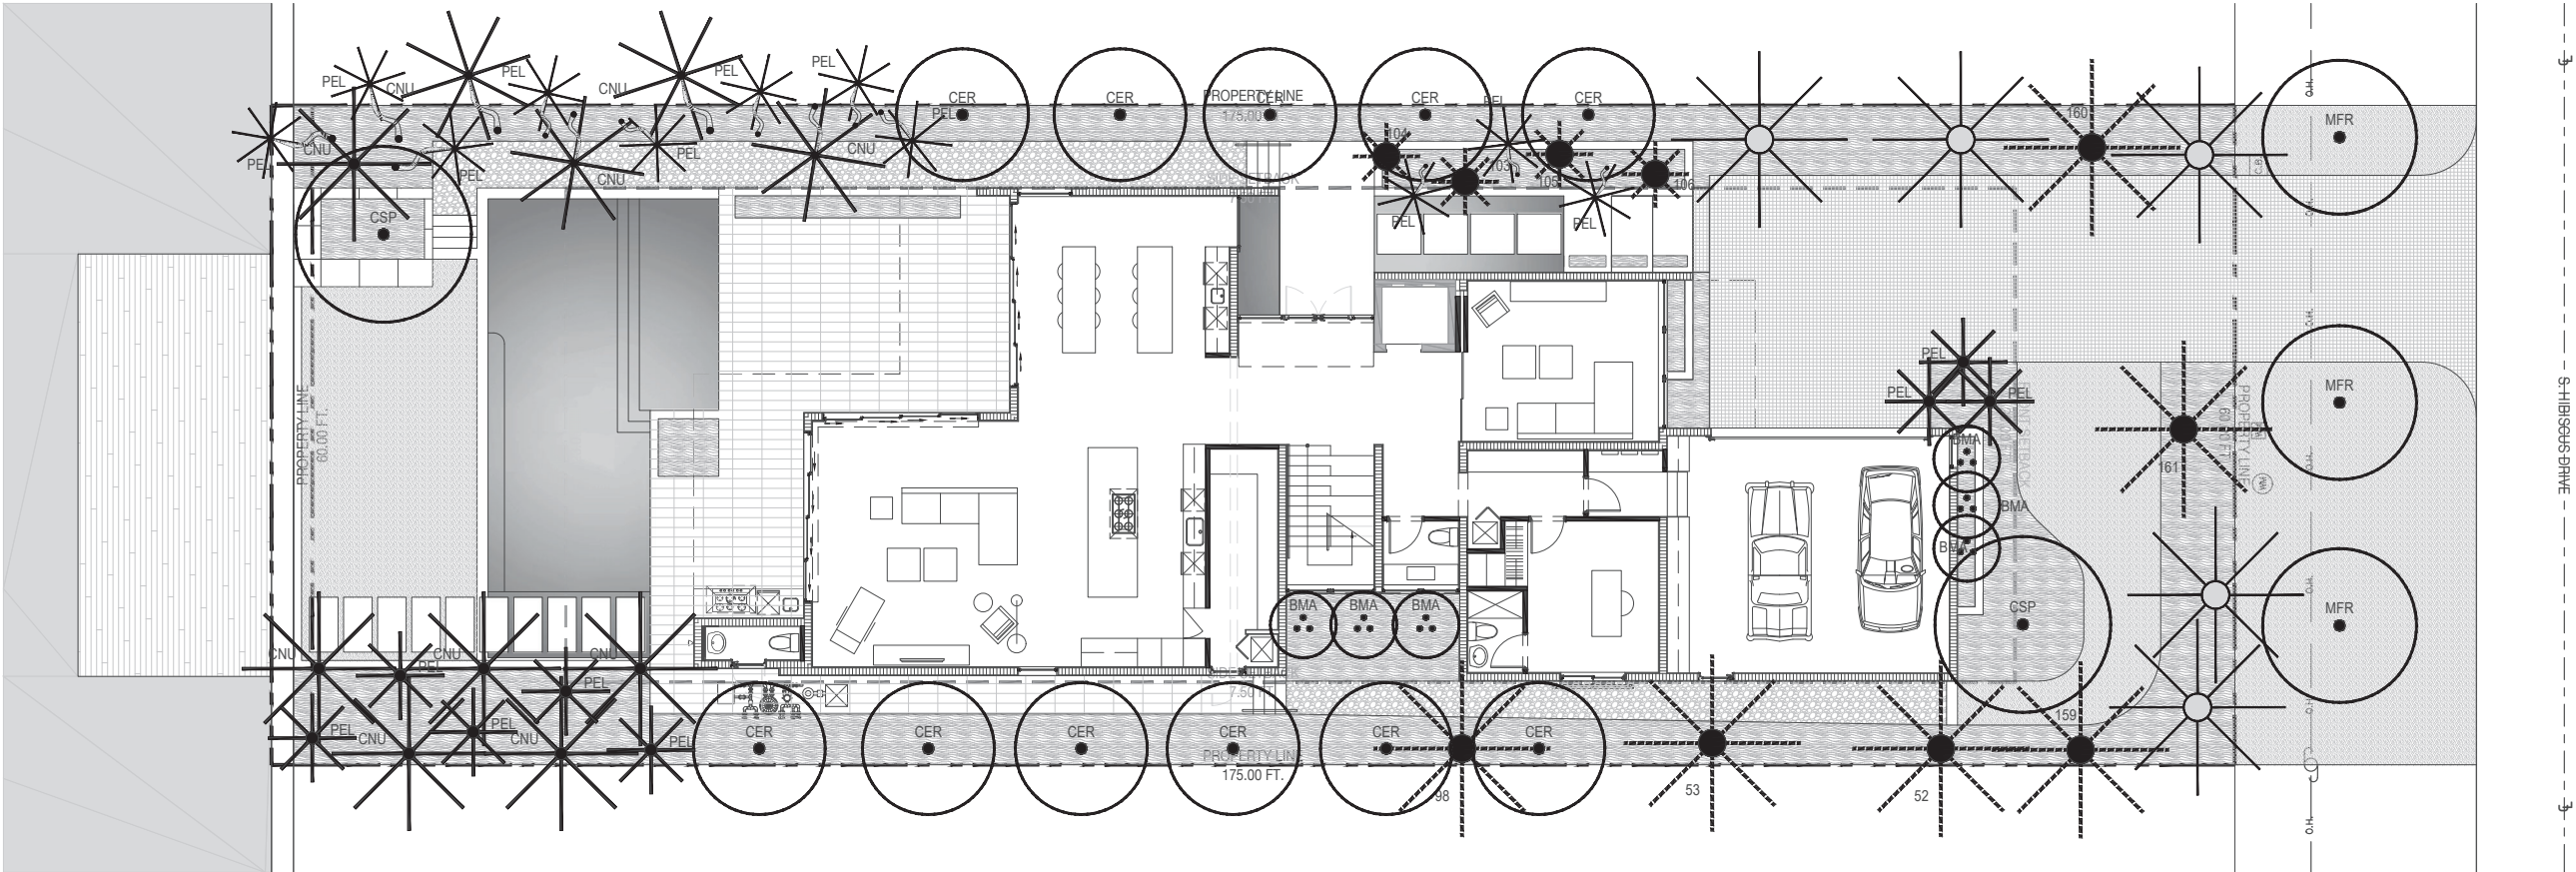 PEL
CNU
PEL
CNU
PEL
PEL
CER
PEL
CER
PROPERTY LINE
CER
175.00 FT.
CER
PEL
CER
104
160
MFR
O.H.
CNU
PEL
PEL
CNU
PEL
CNU
103
105
106
C.B.
CSP
PEL
PEL
O.H.
PROPERTY LINE
60.00 FT.
PEL
PEL
PEL
O.H.
MFR
S. HIBISCUS DRIVE
BMA
BMA
BMA
161
PROPERTY LINE
60.00 FT.
O.H.
BMA
BMA
BMA
CSP
O.H.
MFR
CNU
PEL
CNU
PEL
CNU
7.50
PEL
CNU
PEL
CNU
PEL
CER
CER
CER
CER
CER
CER
159
O.H.
PROPERTY LINE
175.00 FT.
98
53
52
O.H.